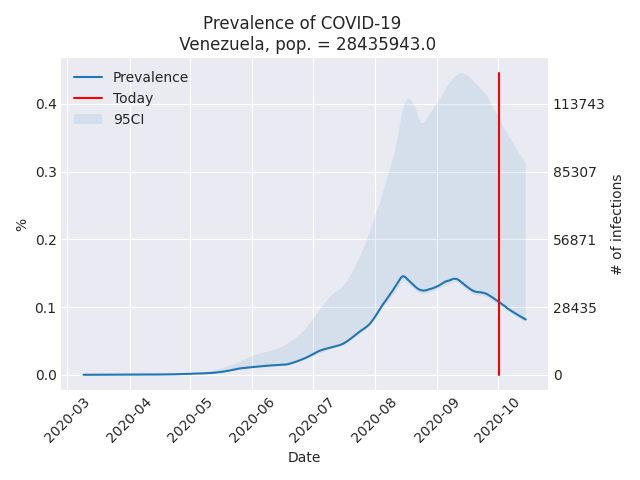 Prevalence of COVID-19
Venezuela, pop. = 28435943.0
Prevalence
Today
95CI
0.4
0.3
0.2
0.1
0.0
%
113743
85307
56871
28435
0
# of infections
2020-03
2020-04
2020-05
2020-06
2020-07
2020-08
2020-09
2020-10
Date